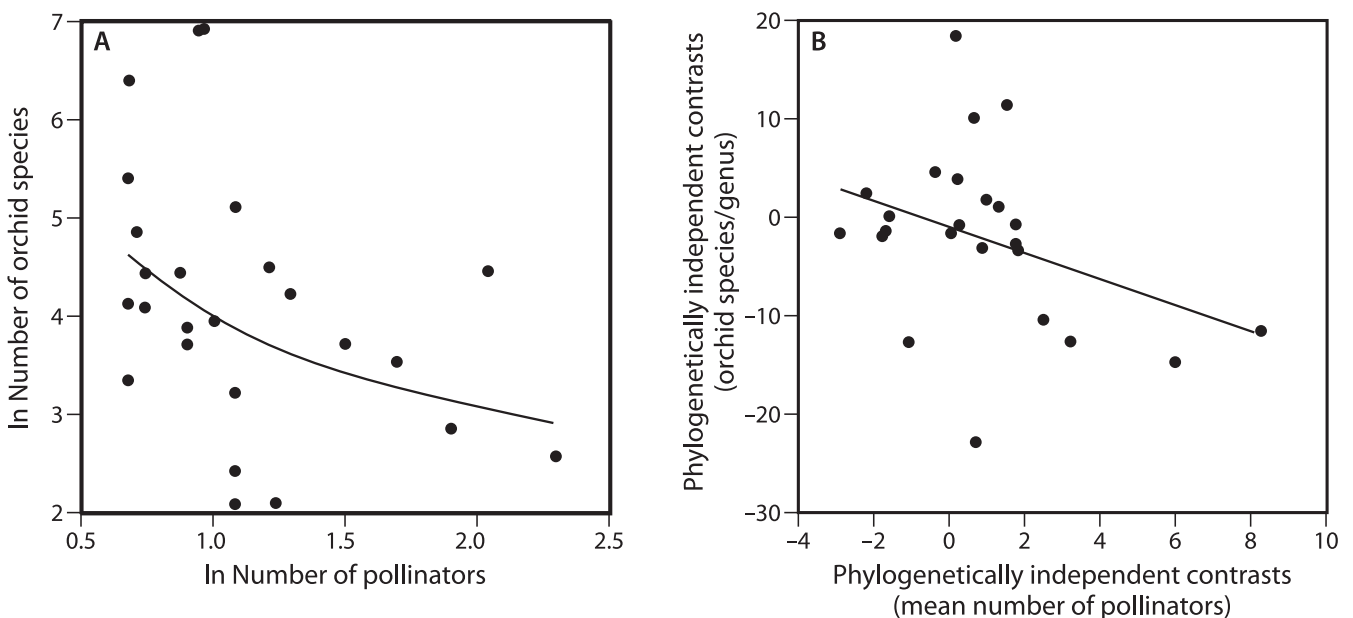 A
7
6
5
4
3
2
0.5 1.0 1.5 2.0 2.5
ln Number of orchid species
ln Number of pollinators
B
20
10
0
–10
–20
–30
–4 –2 0 2 4 6 8 10
Phylogenetically independent contrasts
(orchid species/genus)
Phylogenetically independent contrasts
(mean number of pollinators)